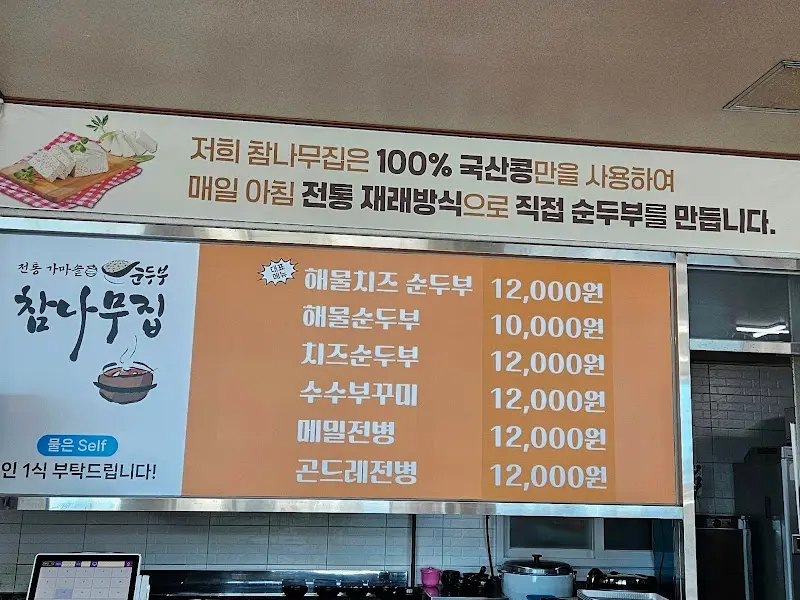 저희 참나무집은 100% 국산콩만을 사용하여
매일 아침 전통 재래방식으로 직접 순두부를 만듭니다.
전통 가마솥 순두부
참나무집
물은 Self
인 1식 부탁드립니다!
대표
메뉴
해물치즈 순두부 12,000원
해물순두부 10,000원
치즈순두부 12,000원
수수부꾸미 12,000원
메밀전병 12,000원
곤드레전병 12,000원